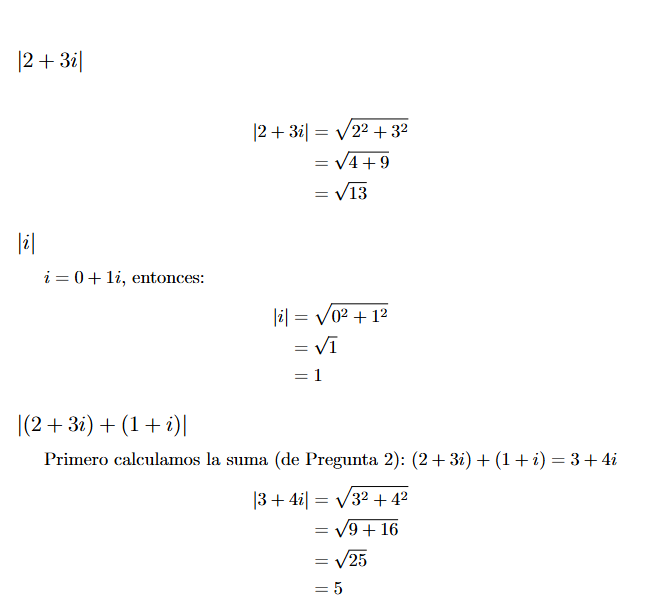 |2 + 3i|
|2 + 3i| = √(2² + 3²)
= √(4 + 9)
= √13
|i|
i = 0 + 1i, entonces:
|i| = √(0² + 1²)
= √1
= 1
|(2 + 3i) + (1 + i)|
Primero calculamos la suma (de Pregunta 2): (2 + 3i) + (1 + i) = 3 + 4i
|3 + 4i| = √(3² + 4²)
= √(9 + 16)
= √25
= 5